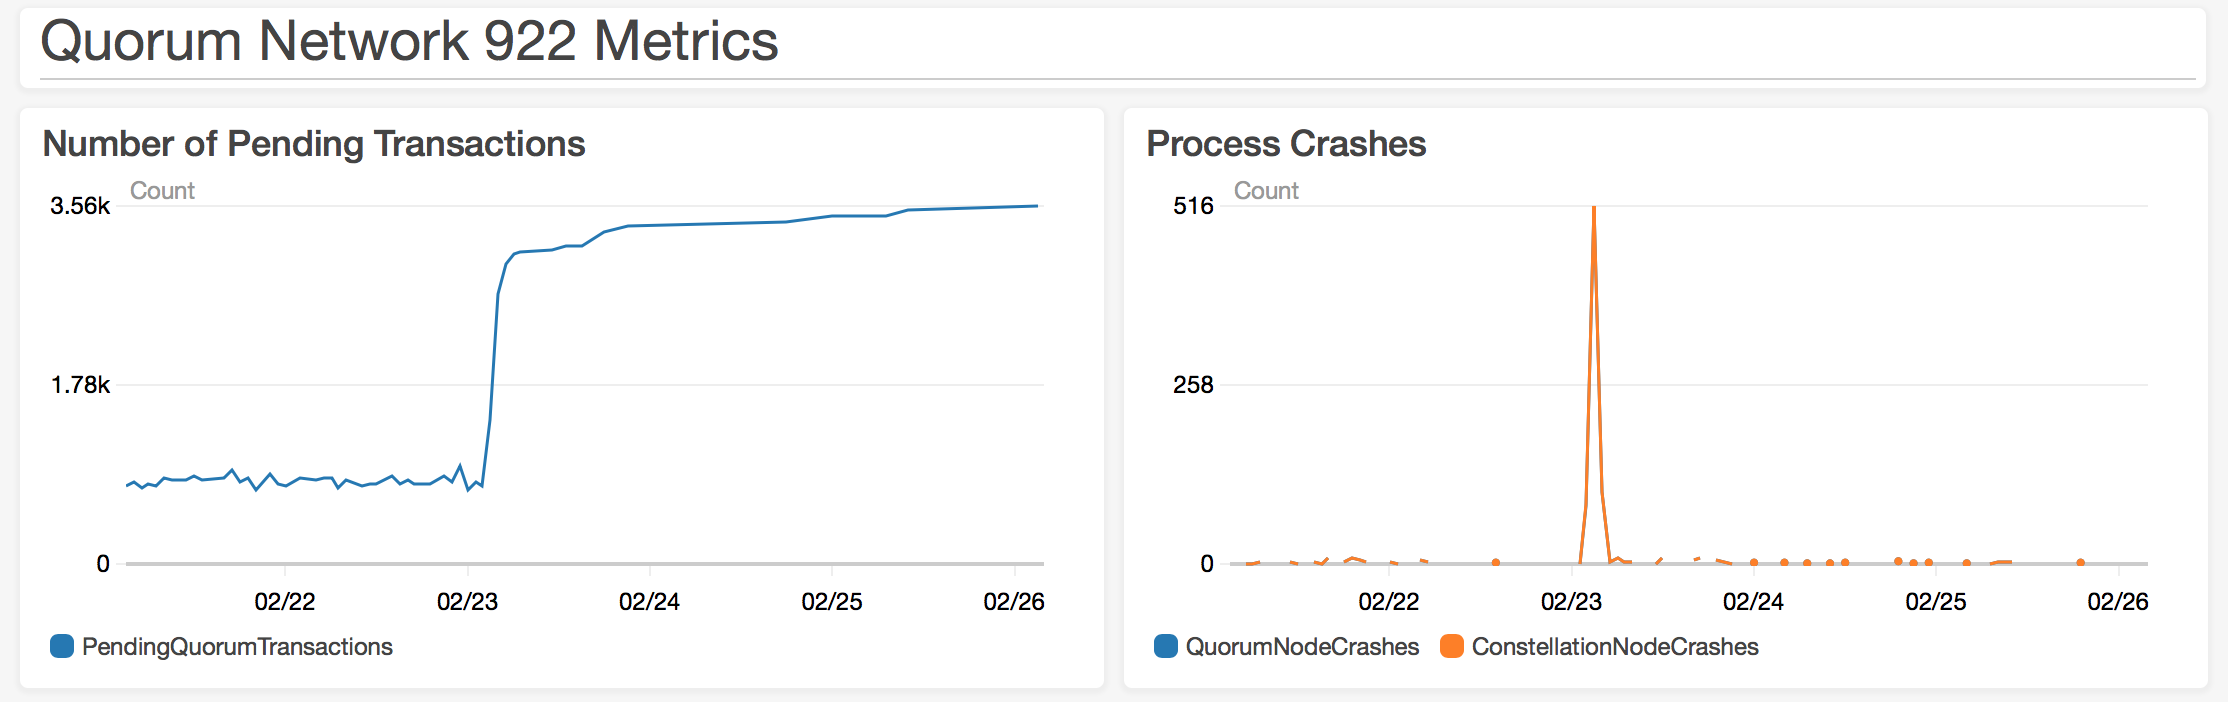 Quorum Network 922 Metrics
Number of Pending Transactions
Count
3.56k
1.78k
0
02/22 02/23 02/24 02/25 02/26
PendingQuorumTransactions
Process Crashes
Count
516
258
0
02/22 02/23 02/24 02/25 02/26
QuorumNodeCrashes ConstellationNodeCrashes